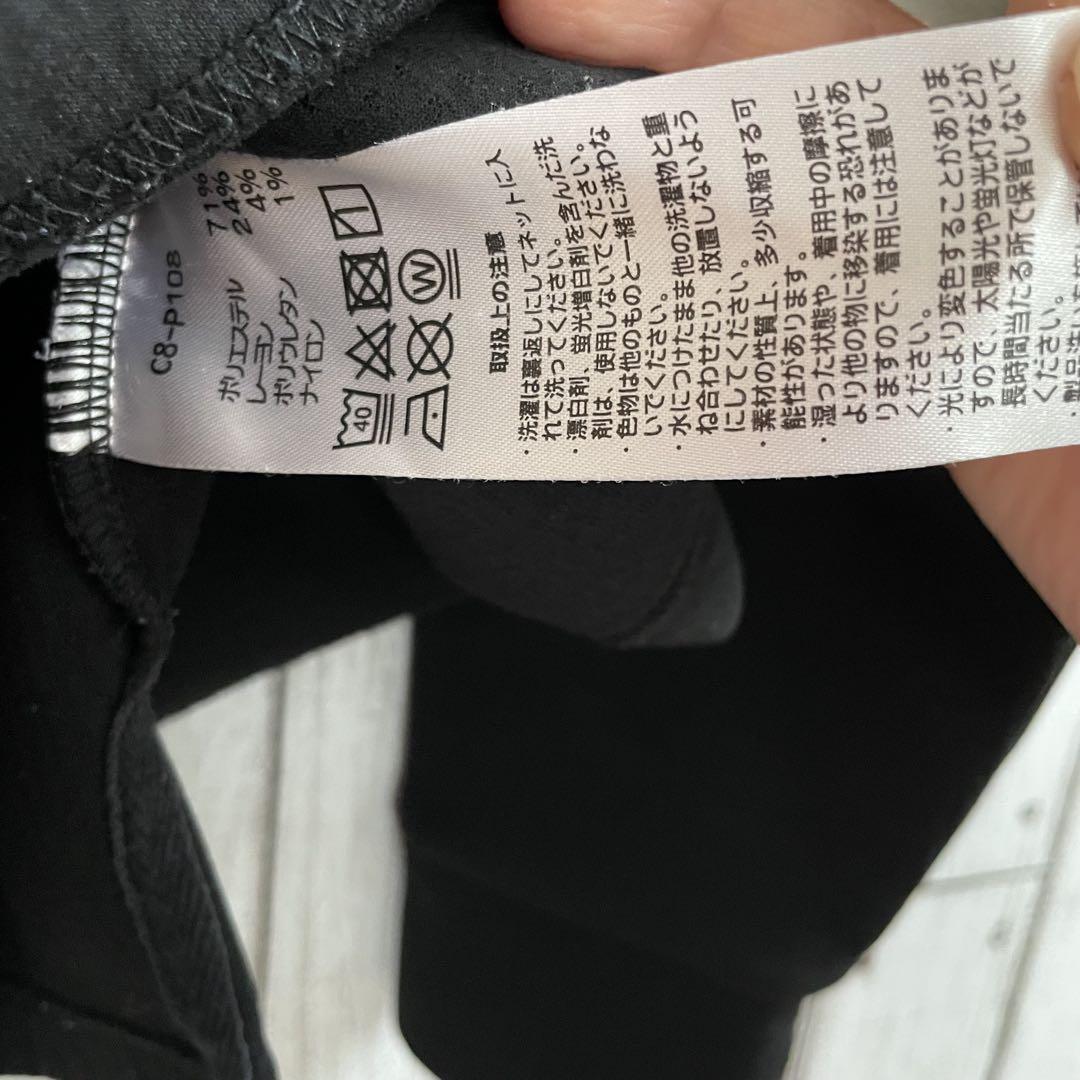 C8-P108
ポリエステル 71%
レーヨン 24%
ポリウレタン 4%
ナイロン 1%
40
W
取扱上の注意
・洗濯は裏返しにしてネットに入
れて洗ってください。
・漂白剤、蛍光増白剤を含んだ洗
剤は、使用しないでください。
・色物は他のものと一緒に洗わな
いでください。
・水につけたまま他の洗濯物と重
ね合わせたり、放置しないよう
にしてください。
・素材の性質上、多少収縮する可
能性があります。
・湿った状態や、着用中の摩擦に
より他の物に移染する恐れがあ
りますので、着用には注意して
ください。
・光により変色することがありま
すので、太陽光や蛍光灯などが
長時間当たる所で保管しないで
ください。